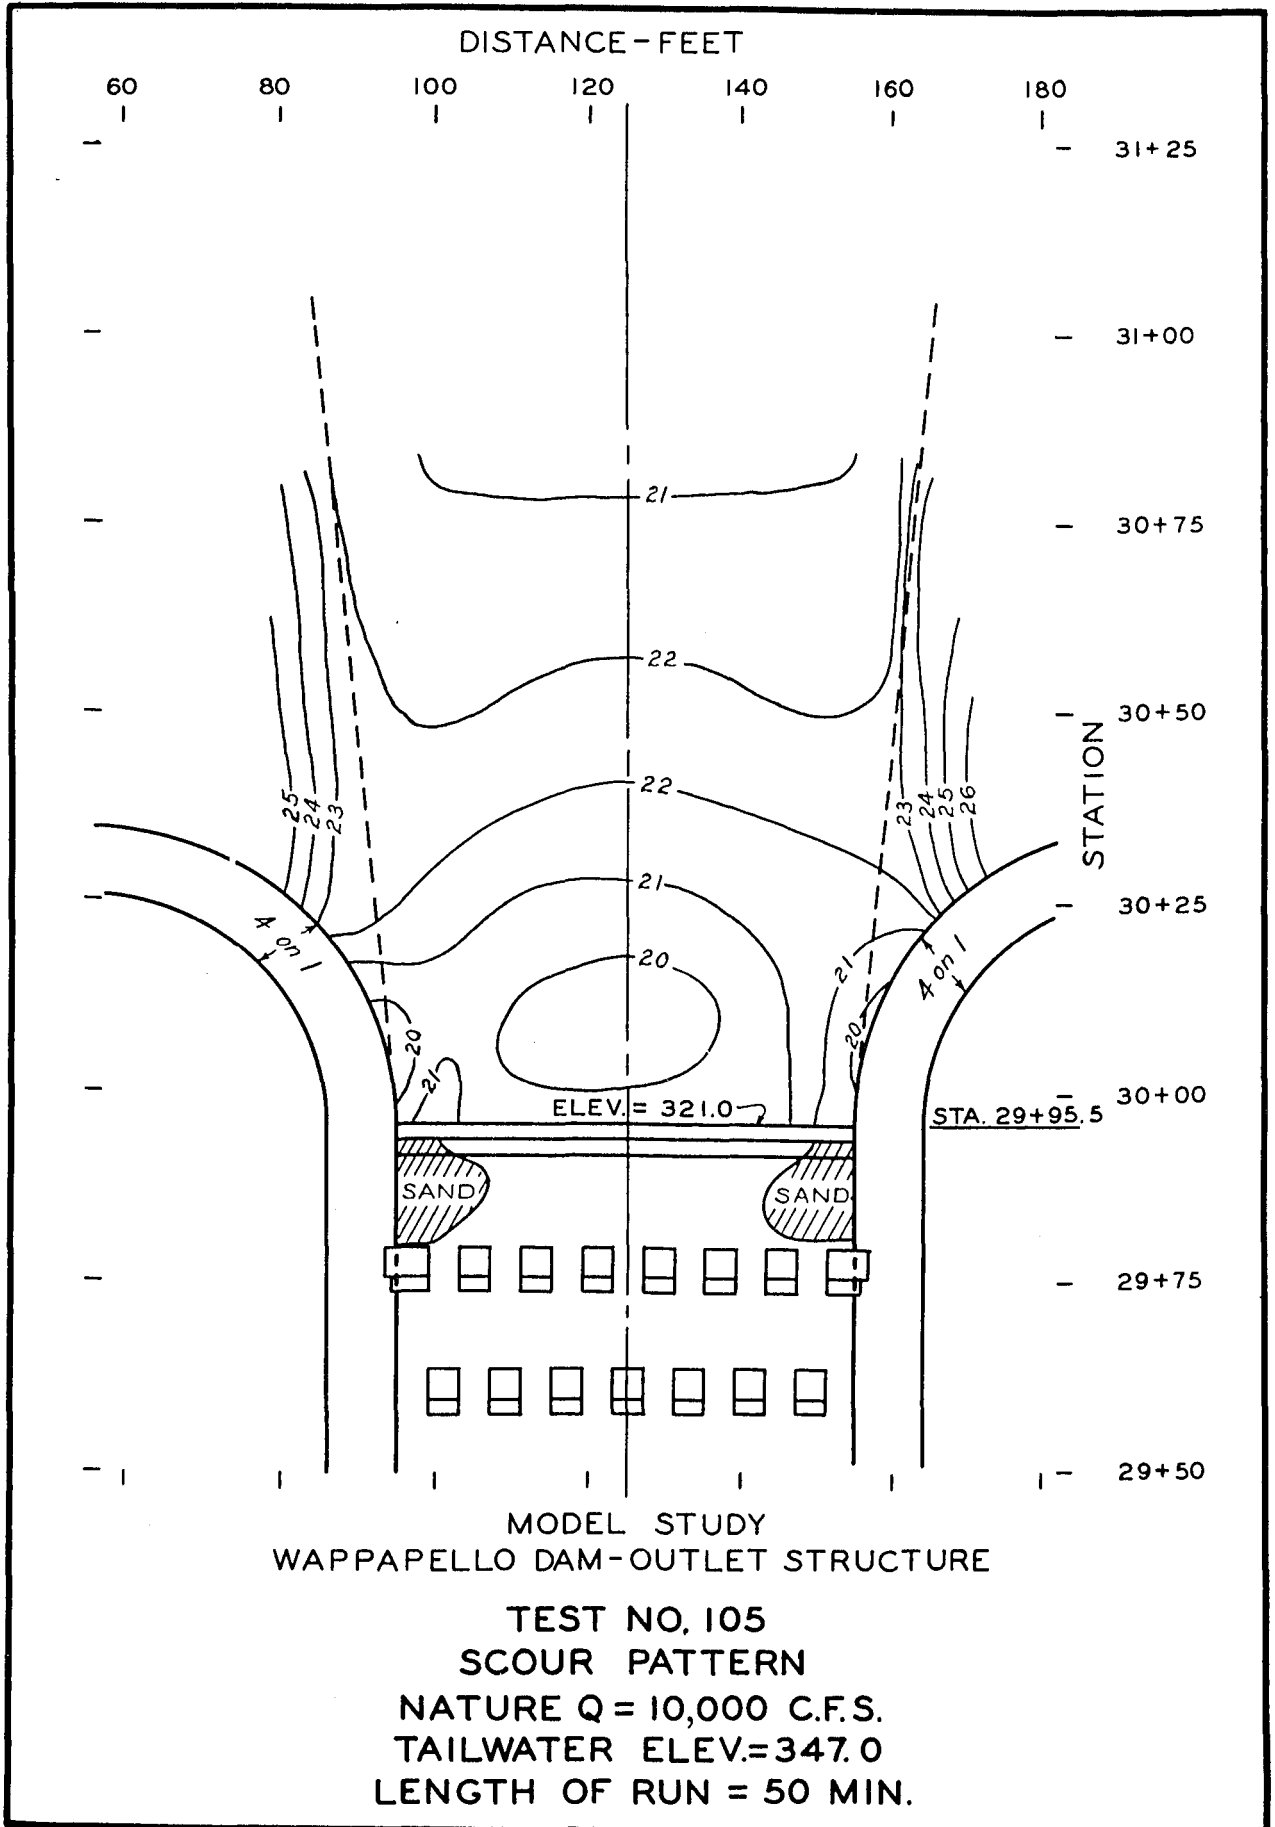 DISTANCE-FEET
60 80 100 120 140 160 180
31+25
31+00
21
30+75
22
30+50
STATION
22
25 24 23
23 24 25 26
21
30+25
4 on 1
4 on 1
20
21
20
20
21
ELEV.= 321.0
30+00
STA. 29+95.5
SAND
SAND
29+75
29+50
MODEL STUDY
WAPPAPELLO DAM-OUTLET STRUCTURE
TEST NO. 105
SCOUR PATTERN
NATURE Q = 10,000 C.F.S.
TAILWATER ELEV.=347.0
LENGTH OF RUN = 50 MIN.